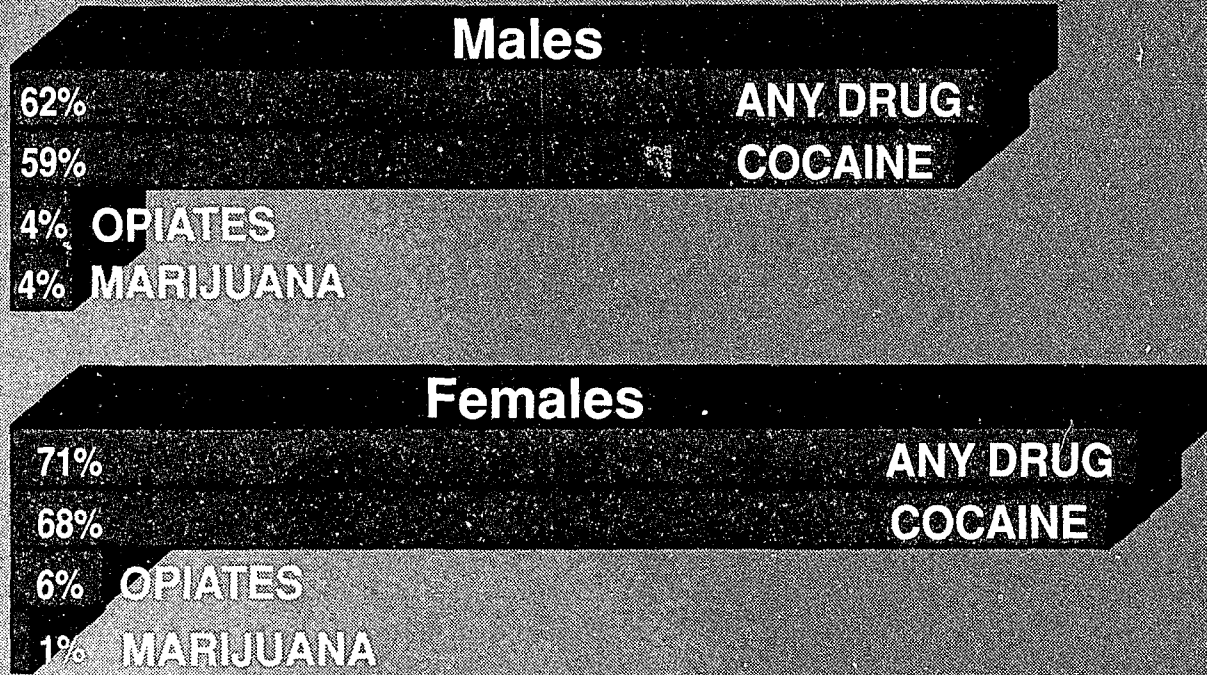 Males
62% ANY DRUG
59% COCAINE
4% OPIATES
4% MARIJUANA
Females
71% ANY DRUG
68% COCAINE
6% OPIATES
1% MARIJUANA